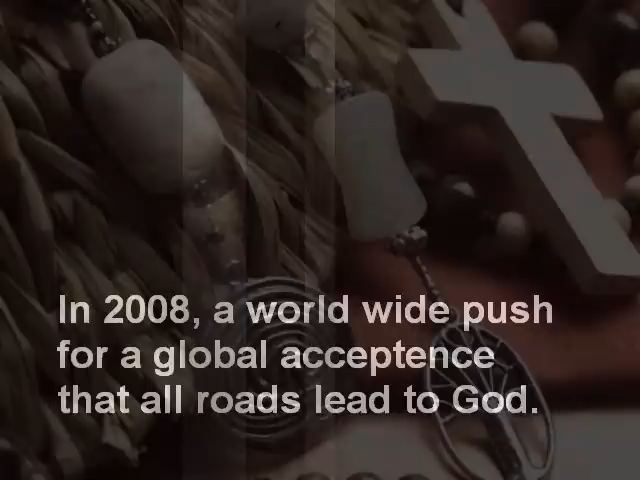 In 2008, a world wide push
for a global acceptence
that all roads lead to God.